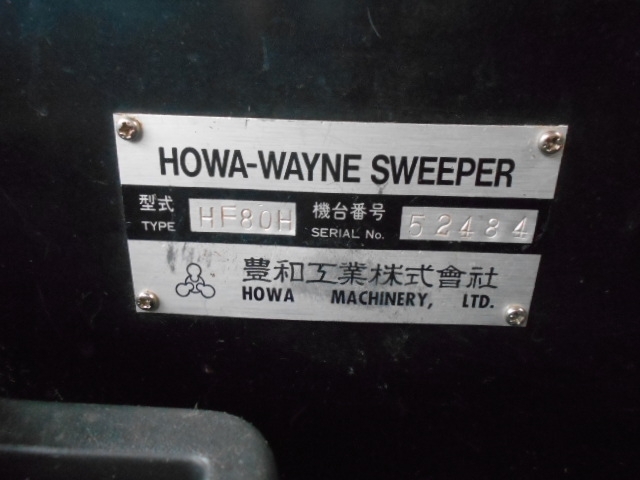 HOWA-WAYNE SWEEPER
型式 TYPE HF80H 機台番号 SERIAL No. 52484
豊和工業株式會社
HOWA MACHINERY, LTD.